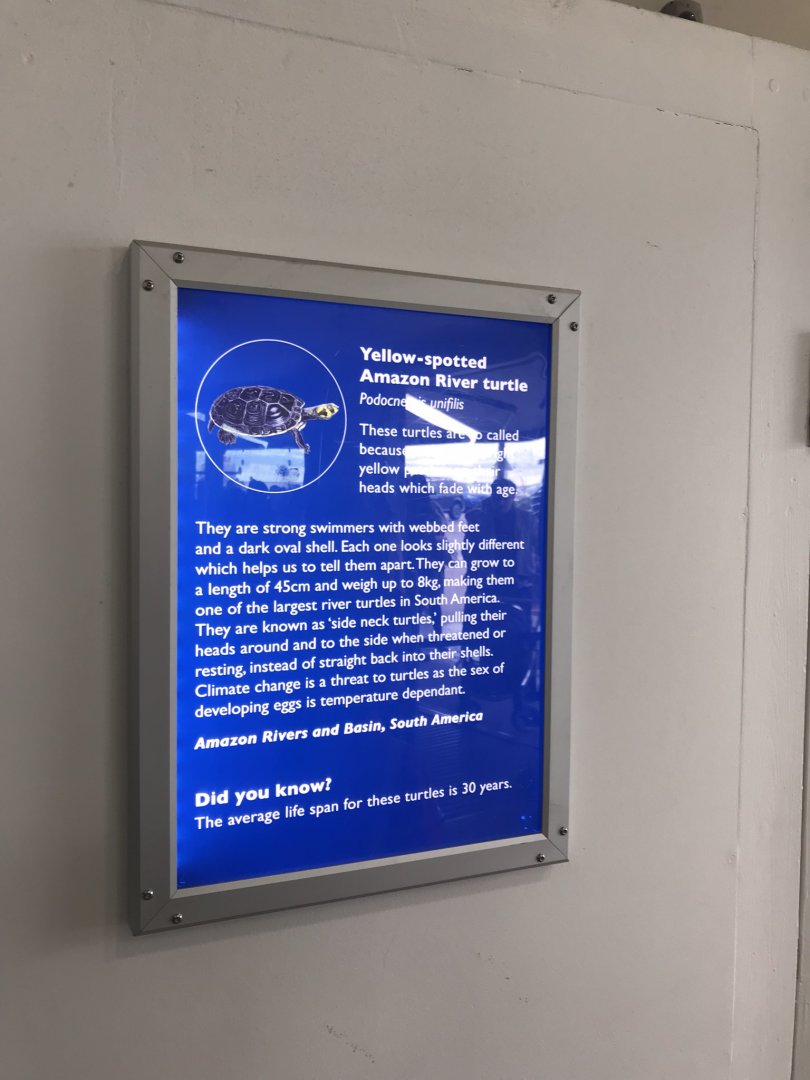 Yellow-spotted
Amazon River turtle
unifilis
These turtles are so called
because
yellow their
heads which fade with age.
They are strong swimmers with webbed feet
and a dark oval shell. Each one looks slightly different
which helps us to tell them apart. They can grow to
a length of 45cm and weigh up to 8kg, making them
one of the largest river turtles in South America.
They are known as ‘side neck turtles,’ pulling their
heads around and to the side when threatened or
resting, instead of straight back into their shells.
Climate change is a threat to turtles as the sex of
developing eggs is temperature dependant.
Amazon Rivers and Basin, South America
Did you know?
The average life span for these turtles is 30 years.